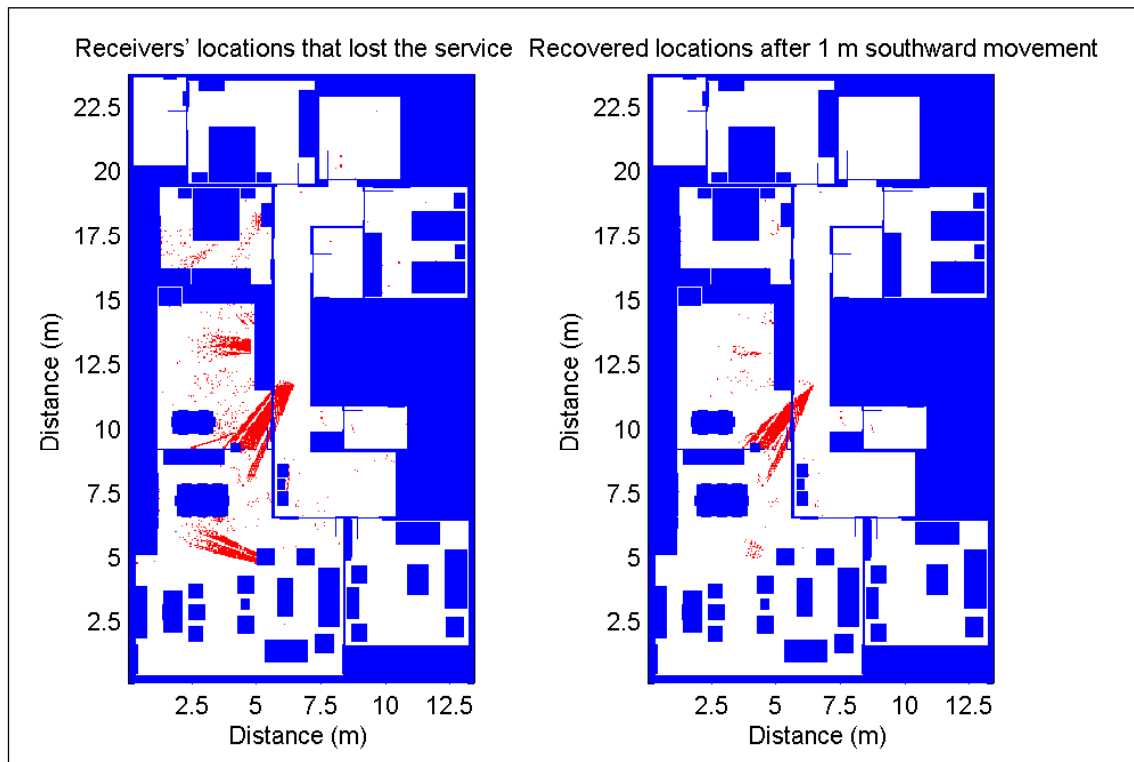 Receivers' locations that lost the service
Recovered locations after 1 m southward movement
22.5
20
17.5
15
12.5
10
7.5
5
2.5
Distance (m)
2.5 5 7.5 10 12.5
Distance (m)
22.5
20
17.5
15
12.5
10
7.5
5
2.5
Distance (m)
2.5 5 7.5 10 12.5
Distance (m)